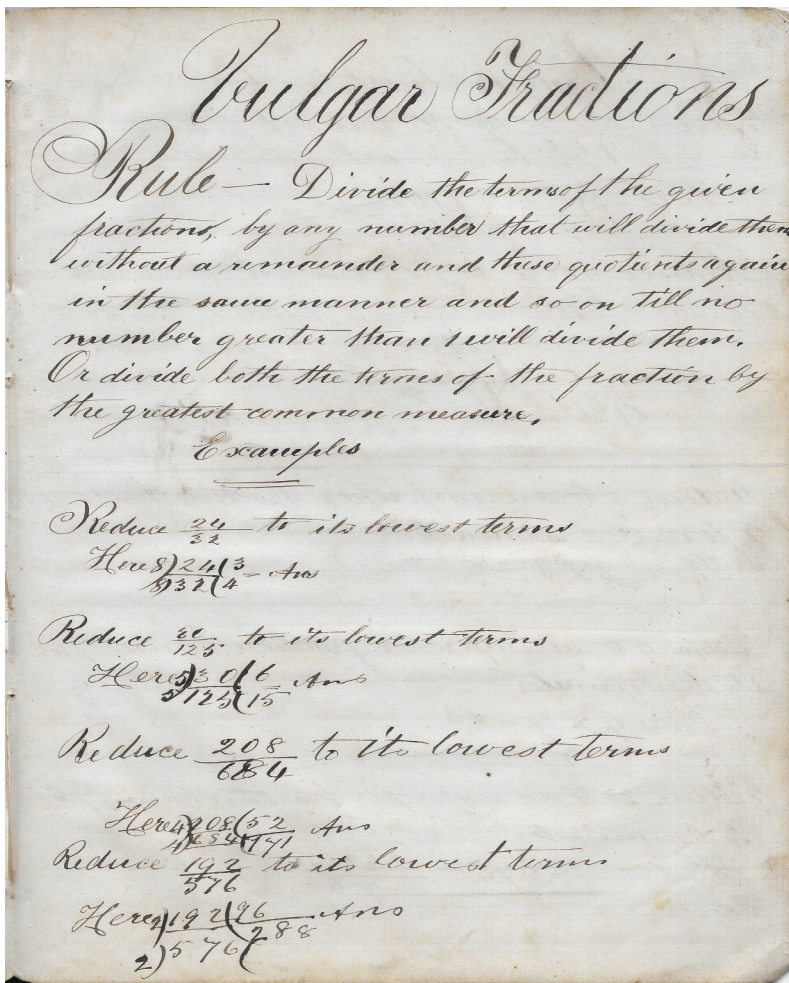 Vulgar Fractions
Rule — Divide the terms of the given
fractions, by any number that will divide them
without a remainder and these quotients again
in the same manner and so on till no
number greater than 1 will divide them.
Or divide both the terms of the fraction by
the greatest common measure.
Examples
Reduce 24/32 to its lowest terms
Here 8)24(3
8)32(4 = Ans
Reduce 30/125 to its lowest terms
Here 5)30(6 Ans
5)125(15
Reduce 208/684 to its lowest terms
Here 4)208(52 Ans
4)684(171
Reduce 192/576 to its lowest terms
Here 2)192(96 Ans
2)576(288